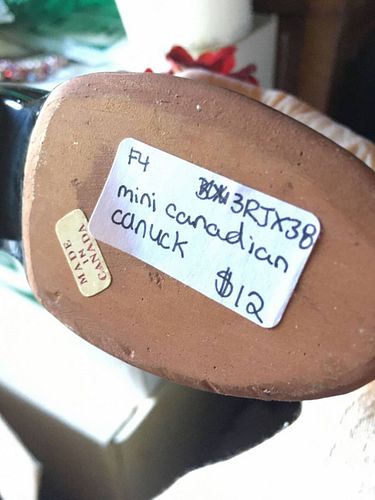 F4
3RJX38
mini canadian
canuck
$12
MADE
IN
CANADA